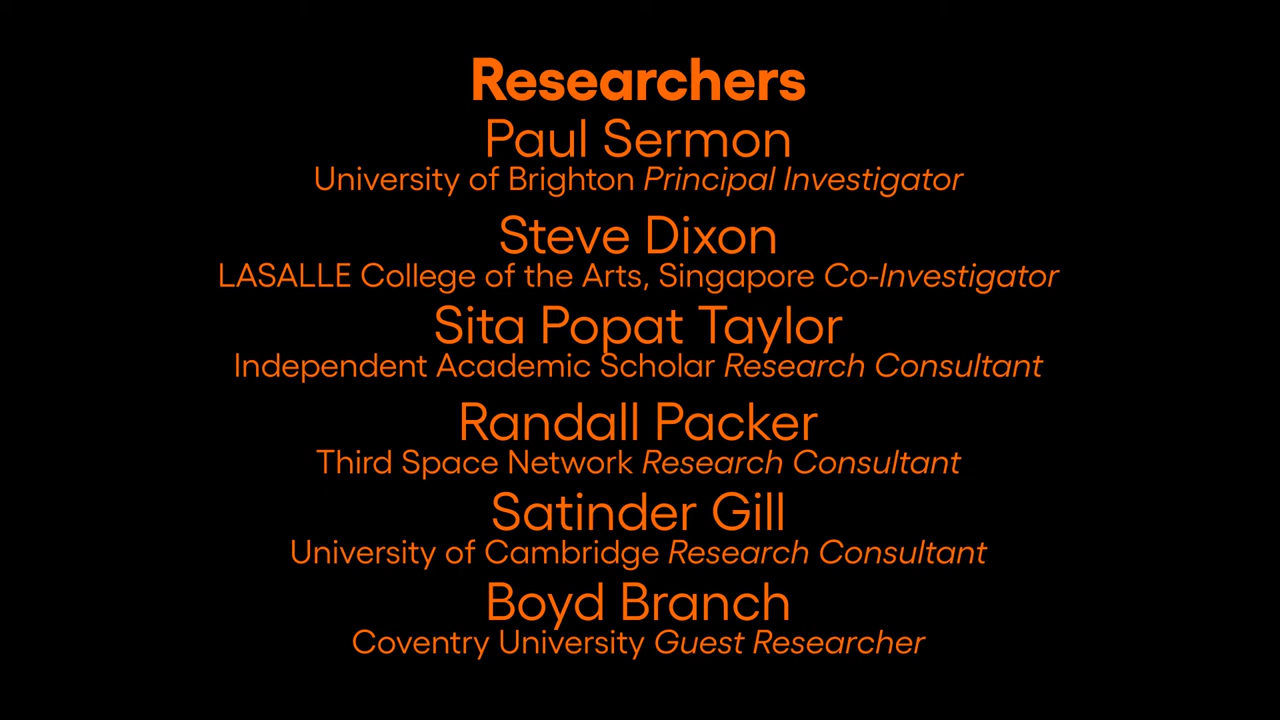 Researchers
Paul Sermon
University of Brighton Principal Investigator
Steve Dixon
LASALLE College of the Arts, Singapore Co-Investigator
Sita Popat Taylor
Independent Academic Scholar Research Consultant
Randall Packer
Third Space Network Research Consultant
Satinder Gill
University of Cambridge Research Consultant
Boyd Branch
Coventry University Guest Researcher